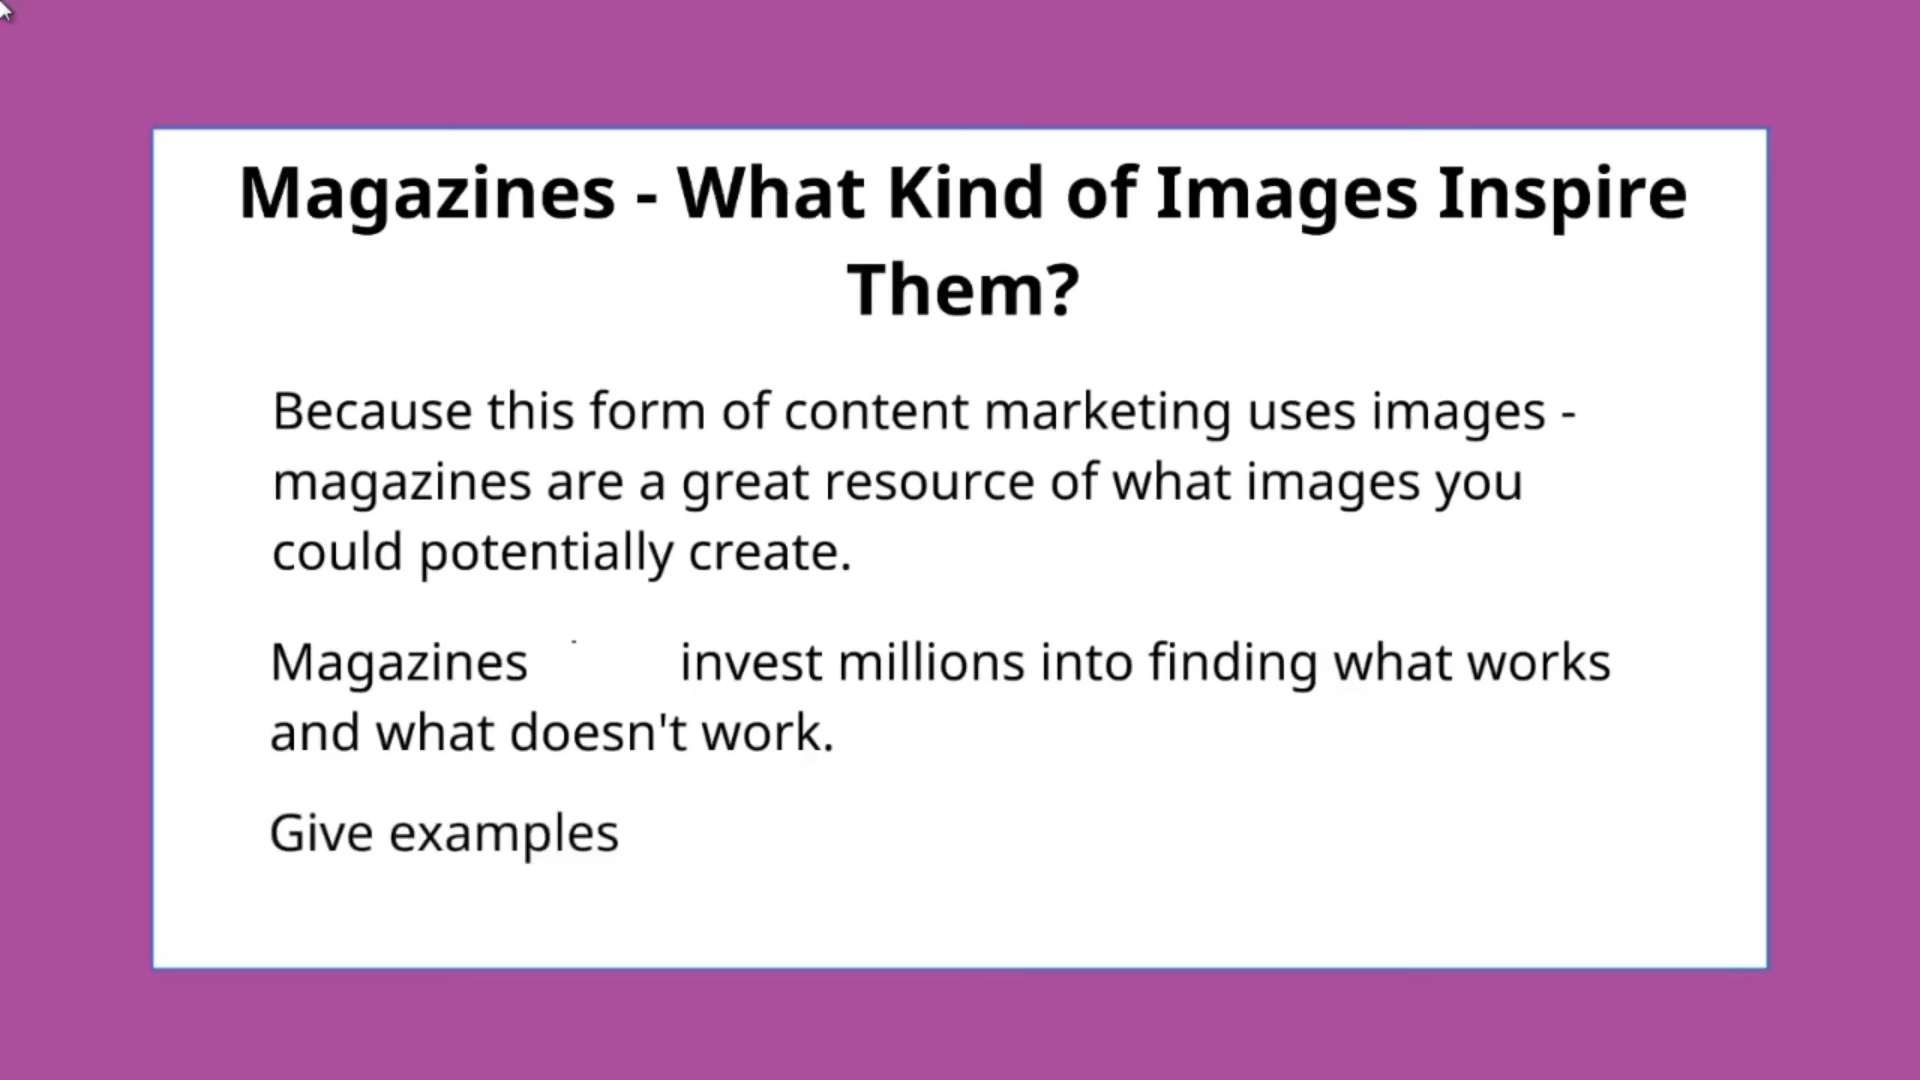 Magazines - What Kind of Images Inspire
Them?
Because this form of content marketing uses images -
magazines are a great resource of what images you
could potentially create.
Magazines invest millions into finding what works
and what doesn't work.
Give examples